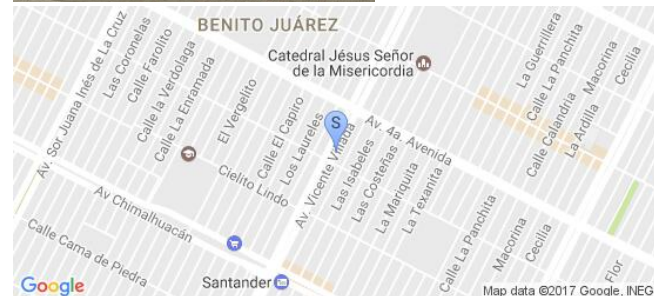 BENITO JUÁREZ
Catedral Jésus Señor
de la Misericordia
Av. Sor Juana Inés de La Cruz
Las Coronelas
Calle Farolito
Calle la Verdolaga
Calle La Enramada
El Vergelito
Calle El Capiro
Los Laureles
S
Av. Vicente Villada
Av. 4a. Avenida
La Guerrillera
Calle La Panchita
Macorina
Cecilia
Calle Calandria
La Ardilla
Cielito Lindo
Las Isabeles
Las Costeñas
La Mariquita
La Texanita
Av Chimalhuacán
Calle Cama de Piedra
Santander
Calle La Panchita
Macorina
Cecilia
Flor
Google
Map data ©2017 Google, INEG